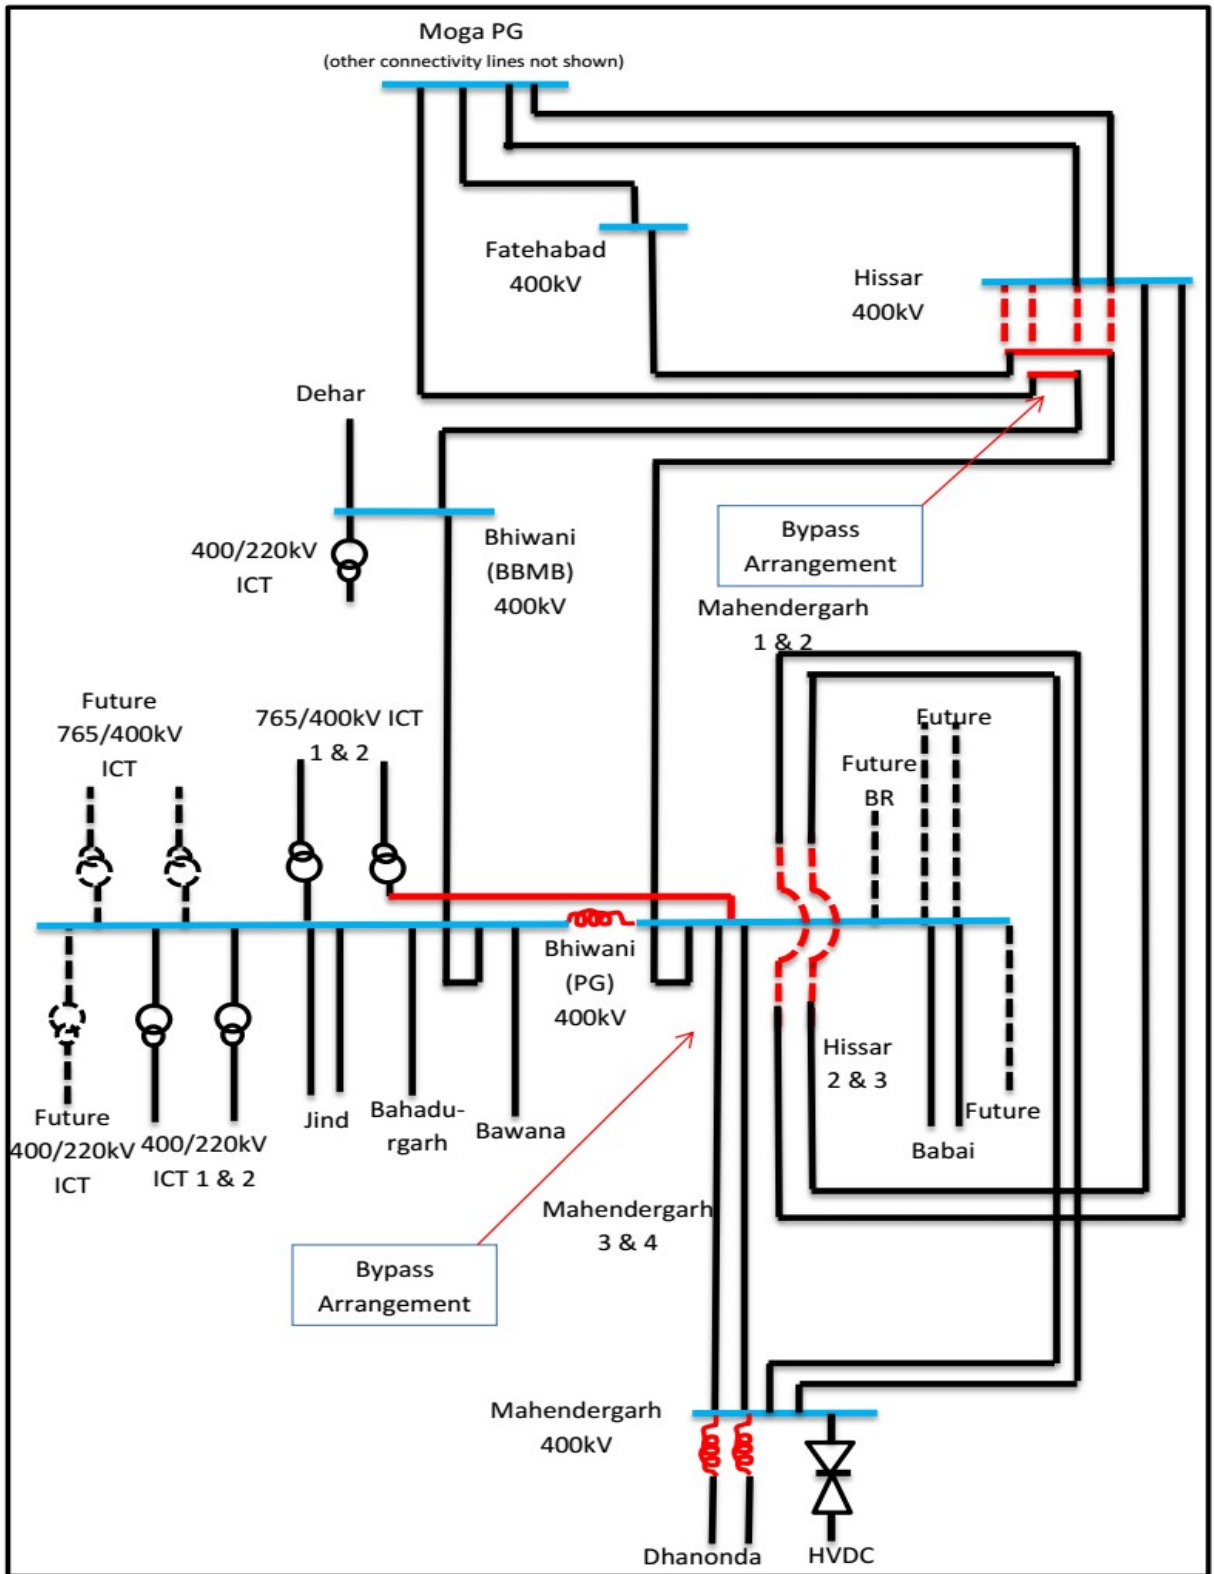 Moga PG
(other connectivity lines not shown)
Fatehabad
400kV
Hissar
400kV
Dehar
400/220kV
ICT
Bhiwani
(BBMB)
400kV
Bypass
Arrangement
Mahendergarh
1 & 2
Future
765/400kV
ICT
765/400kV ICT
1 & 2
Future
Future
BR
Bhiwani
(PG)
400kV
Hissar
2 & 3
Future
400/220kV
ICT
400/220kV
ICT 1 & 2
Jind
Bahadu-
rgarh
Bawana
Babai
Future
Mahendergarh
3 & 4
Bypass
Arrangement
Mahendergarh
400kV
Dhanonda
HVDC